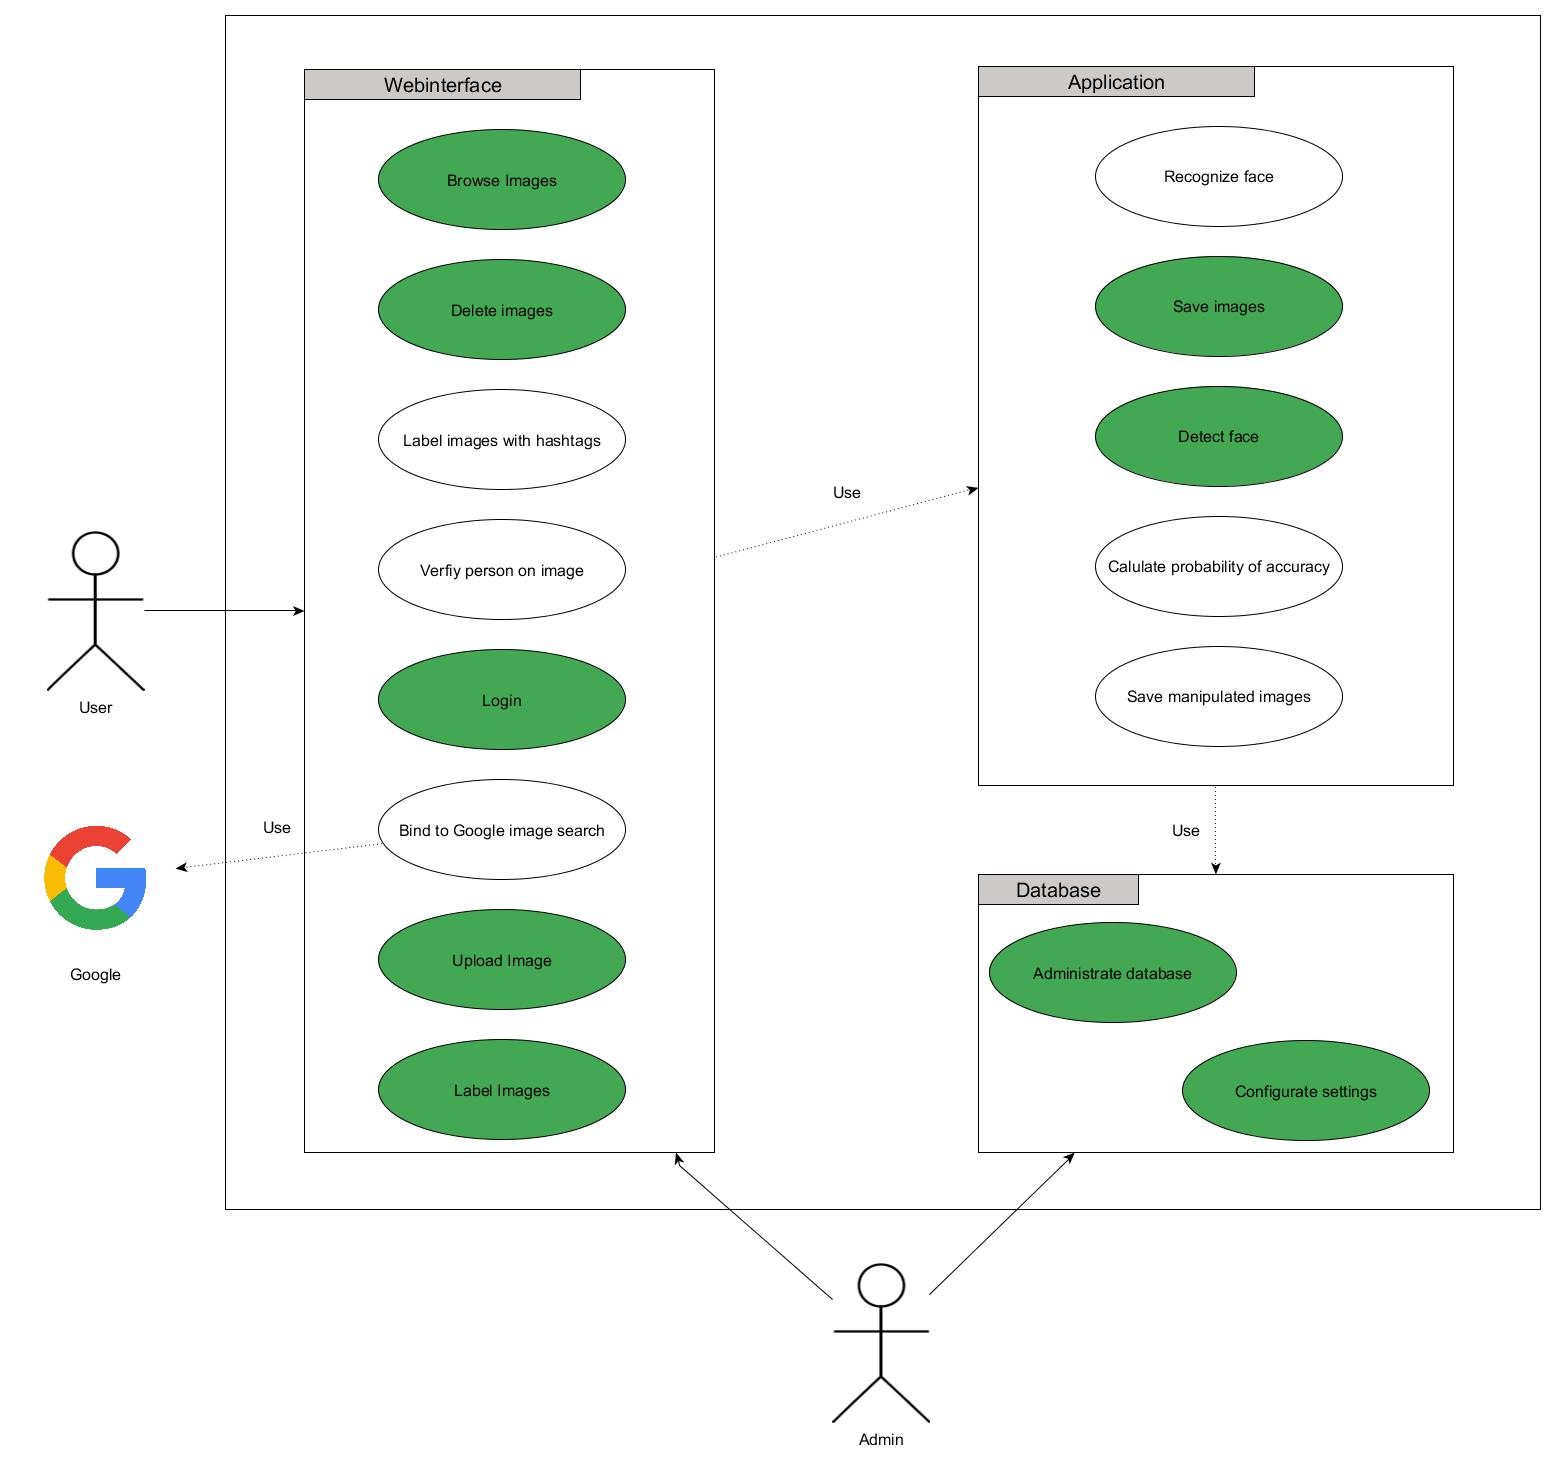 Webinterface
Browse Images
Delete images
Label images with hashtags
Verfiy person on image
Login
Bind to Google image search
Upload Image
Label Images
Application
Recognize face
Save images
Detect face
Calulate probability of accuracy
Save manipulated images
Use
Use
Use
Database
Administrate database
Configurate settings
User
Google
Admin